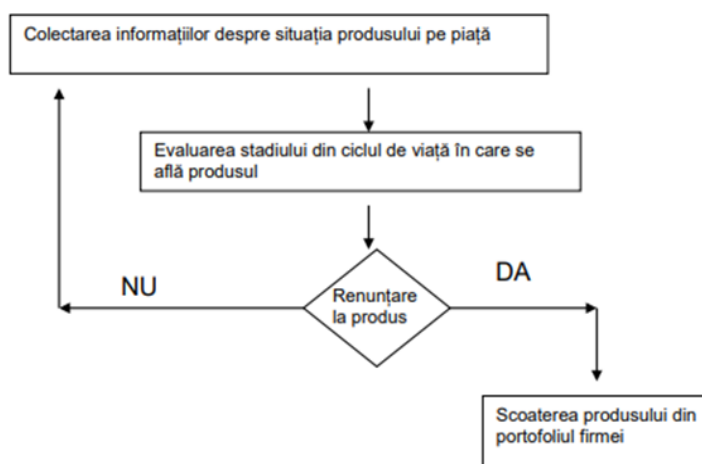 Colectarea informațiilor despre situația produsului pe piață
Evaluarea stadiului din ciclul de viață în care se
află produsul
NU
DA
Renunțare
la produs
Scoaterea produsului din
portofoliul firmei